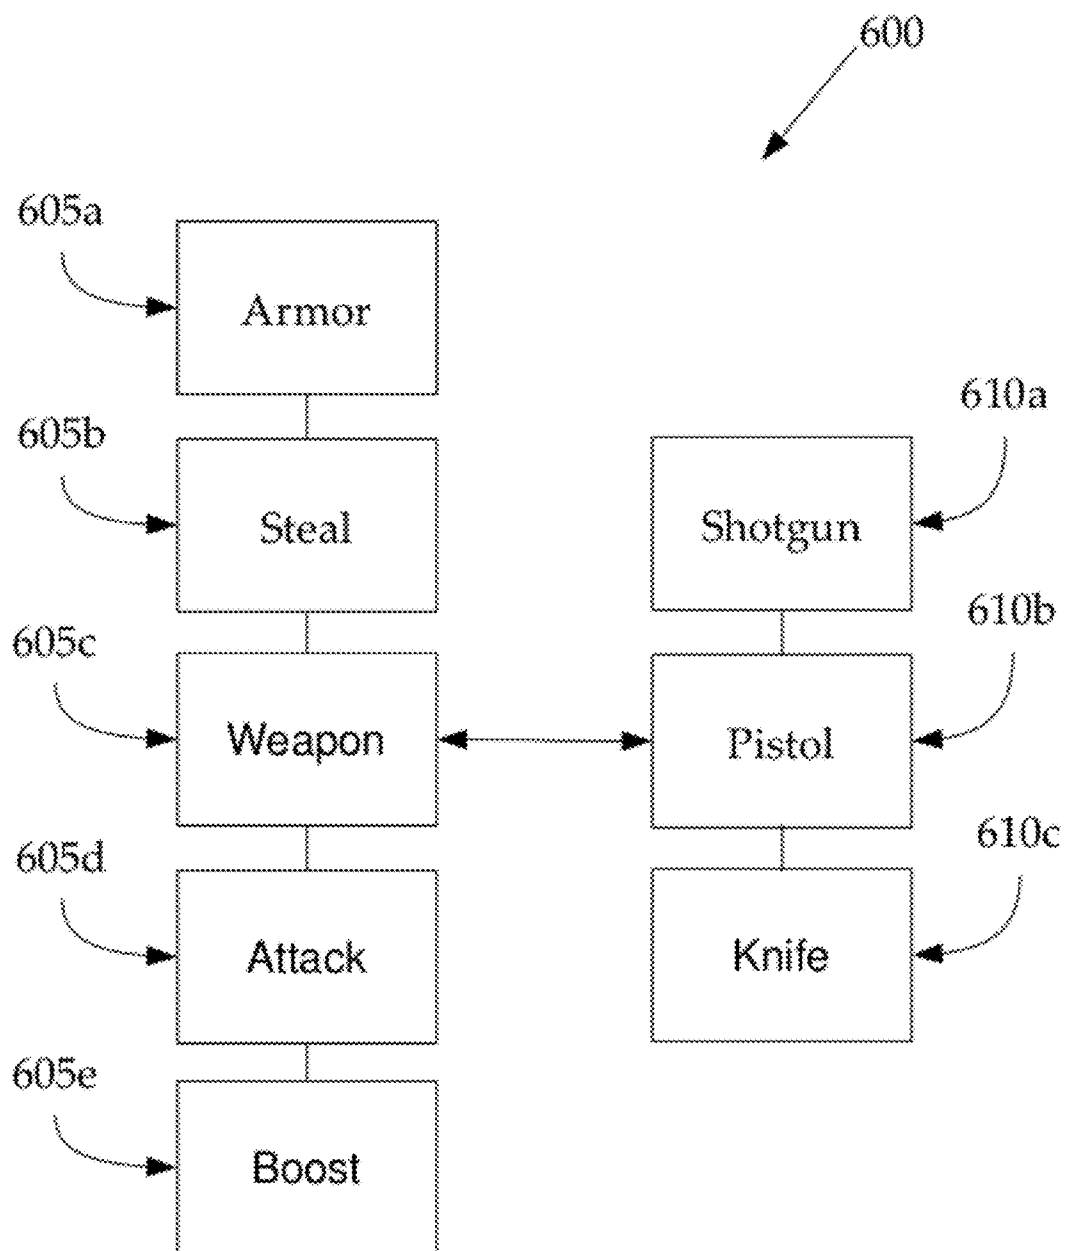 600
605a
Armor
610a
605b
Steal
Shotgun
610b
605c
Weapon
Pistol
605d
610c
Attack
Knife
605e
Boost